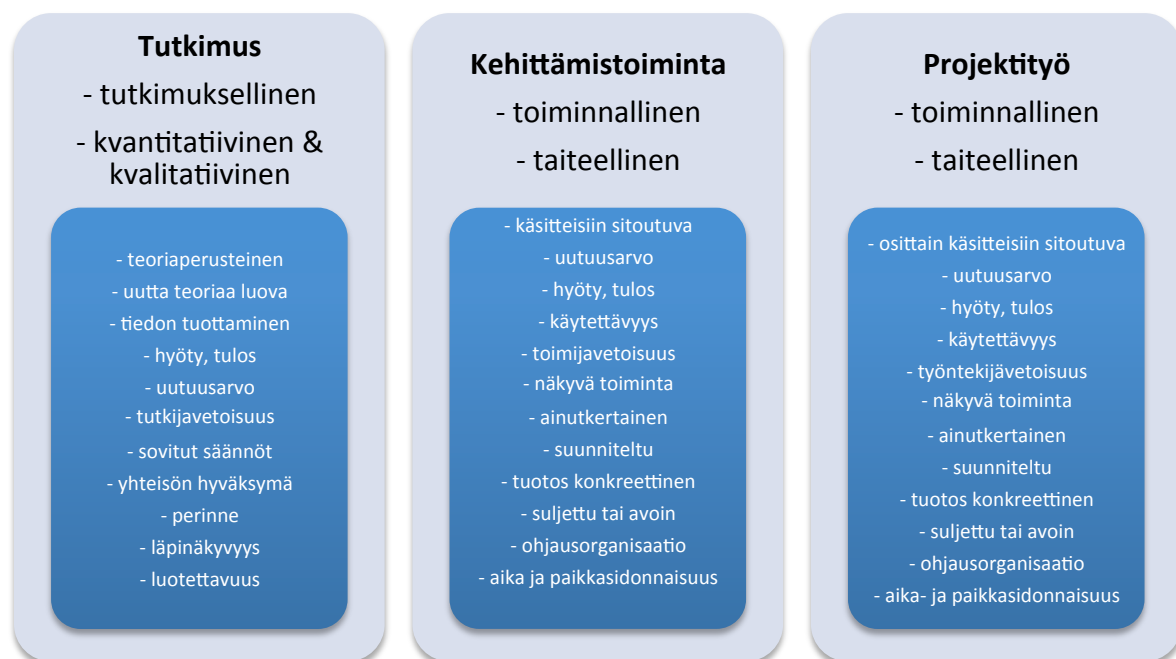 Tutkimus
- tutkimuksellinen
- kvantitatiivinen &
kvalitatiivinen
- teoriaperusteinen
- uutta teoriaa luova
- tiedon tuottaminen
- hyöty, tulos
- uutuusarvo
- tutkijavetoisuus
- sovitut säännöt
- yhteisön hyväksymä
- perinne
- läpinäkyvyys
- luotettavuus
Kehittämistoiminta
- toiminnallinen
- taiteellinen
- käsitteisiin sitoutuva
- uutuusarvo
- hyöty, tulos
- käytettävyys
- toimijavetoisuus
- näkyvä toiminta
- ainutkertainen
- suunniteltu
- tuotos konkreettinen
- suljettu tai avoin
- ohjausorganisaatio
- aika ja paikkasidonnaisuus
Projektityö
- toiminnallinen
- taiteellinen
- osittain käsitteisiin sitoutuva
- uutuusarvo
- hyöty, tulos
- käytettävyys
- työntekijävetoisuus
- näkyvä toiminta
- ainutkertainen
- suunniteltu
- tuotos konkreettinen
- suljettu tai avoin
- ohjausorganisaatio
- aika- ja paikkasidonnaisuus